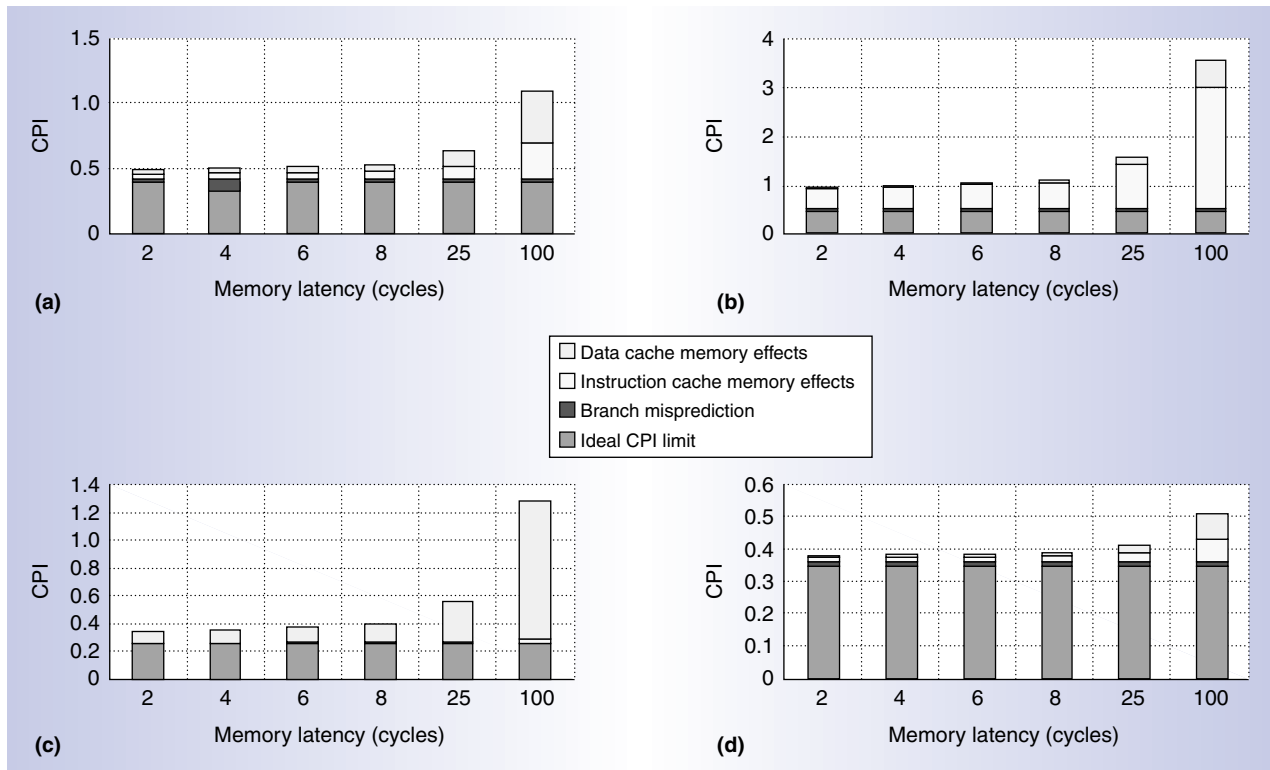 1.5
1.0
0.5
0
CPI
2 4 6 8 25 100
Memory latency (cycles)
(a)
4
3
2
1
0
CPI
2 4 6 8 25 100
Memory latency (cycles)
(b)
Data cache memory effects
Instruction cache memory effects
Branch misprediction
Ideal CPI limit
1.4
1.2
1.0
0.8
0.6
0.4
0.2
0
CPI
2 4 6 8 25 100
Memory latency (cycles)
(c)
0.6
0.5
0.4
0.3
0.2
0.1
0
CPI
2 4 6 8 25 100
Memory latency (cycles)
(d)